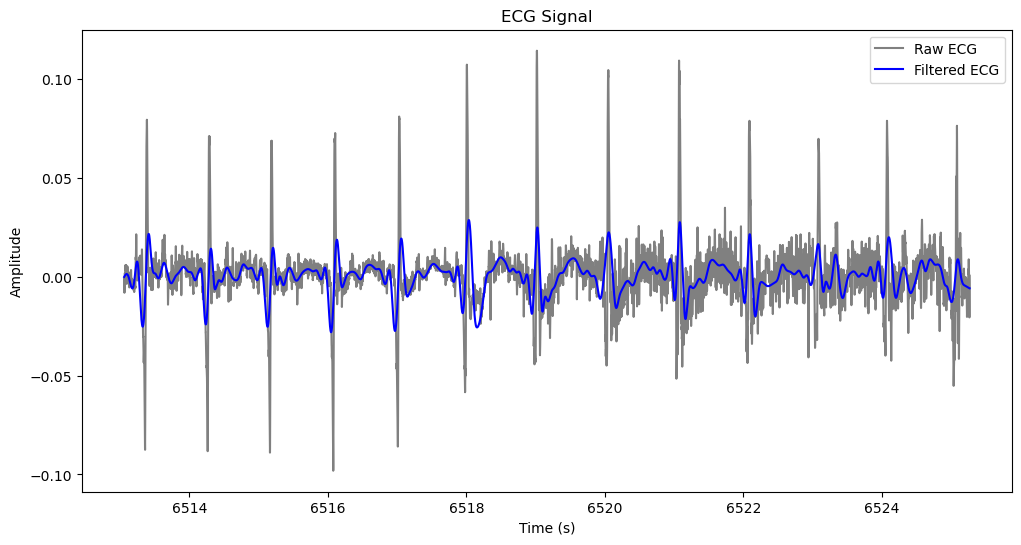 ECG Signal
Raw ECG
Filtered ECG
0.10
0.05
0.00
−0.05
−0.10
Amplitude
6514 6516 6518 6520 6522 6524
Time (s)